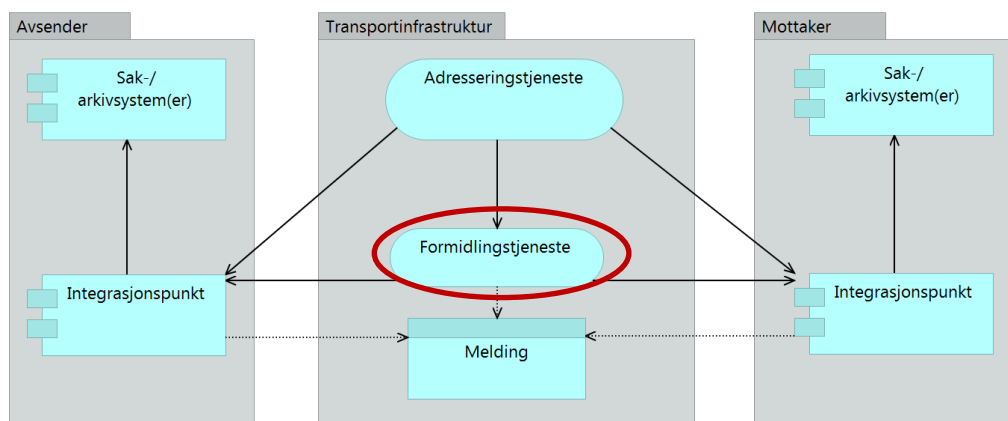 Avsender
Transportinfrastruktur
Mottaker
Sak-/
arkivsystem(er)
Adresseringstjeneste
Sak-/
arkivsystem(er)
Formidlingstjeneste
Integrasjonspunkt
Integrasjonspunkt
Melding